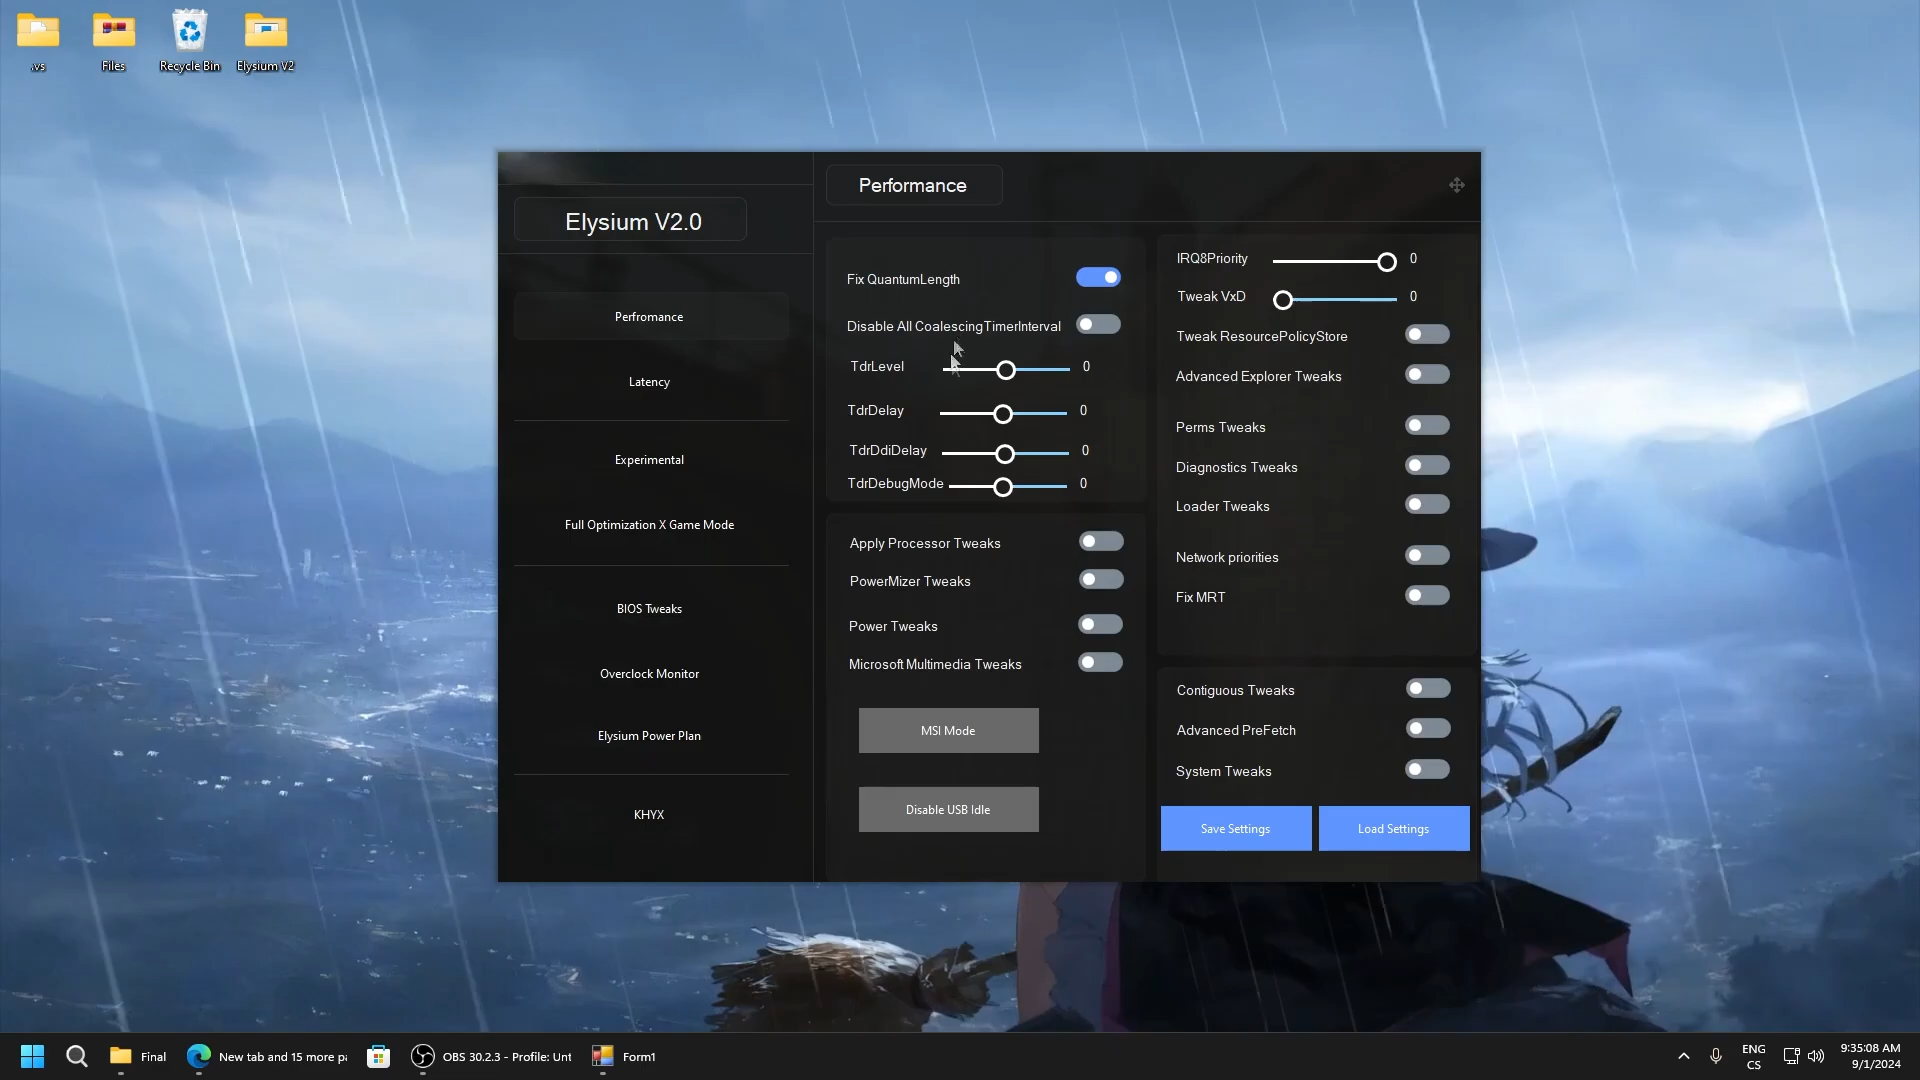 .vs
Files
Recycle Bin
Elysium V2
Elysium V2.0
Perfromance
Latency
Experimental
Full Optimization X Game Mode
BIOS Tweaks
Overclock Monitor
Elysium Power Plan
KHYX
Performance
Fix QuantumLength
Disable All CoalescingTimerInterval
TdrLevel 0
TdrDelay 0
TdrDdiDelay 0
TdrDebugMode 0
Apply Processor Tweaks
PowerMizer Tweaks
Power Tweaks
Microsoft Multimedia Tweaks
MSI Mode
Disable USB Idle
IRQ8Priority 0
Tweak VxD 0
Tweak ResourcePolicyStore
Advanced Explorer Tweaks
Perms Tweaks
Diagnostics Tweaks
Loader Tweaks
Network priorities
Fix MRT
Contiguous Tweaks
Advanced PreFetch
System Tweaks
Save Settings
Load Settings
Final
New tab and 15 more pa
OBS 30.2.3 - Profile: Unt
Form1
ENG
CS
9:35:08 AM
9/1/2024